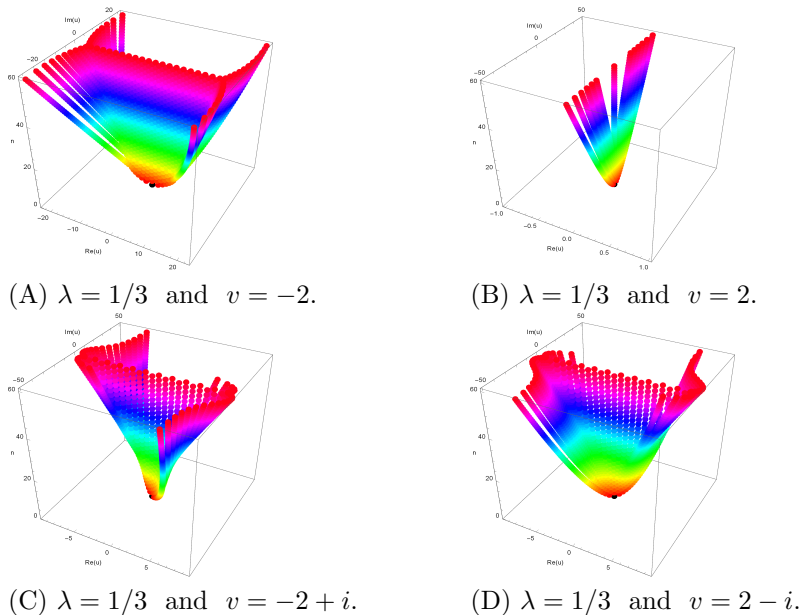 20
Im(u)
0
−20
60
40
n
20
0
−20
−10
0
Re(u)
10
20
50
Im(u)
0
−50
60
40
n
20
0
−1.0
−0.5
0.0
Re(u)
0.5
1.0
(A) λ = 1/3 and v = −2.
(B) λ = 1/3 and v = 2.
50
Im(u)
0
−50
60
40
n
20
0
−5
0
Re(u)
5
50
Im(u)
0
−50
60
40
n
20
0
−5
0
Re(u)
5
(C) λ = 1/3 and v = −2 + i.
(D) λ = 1/3 and v = 2 − i.